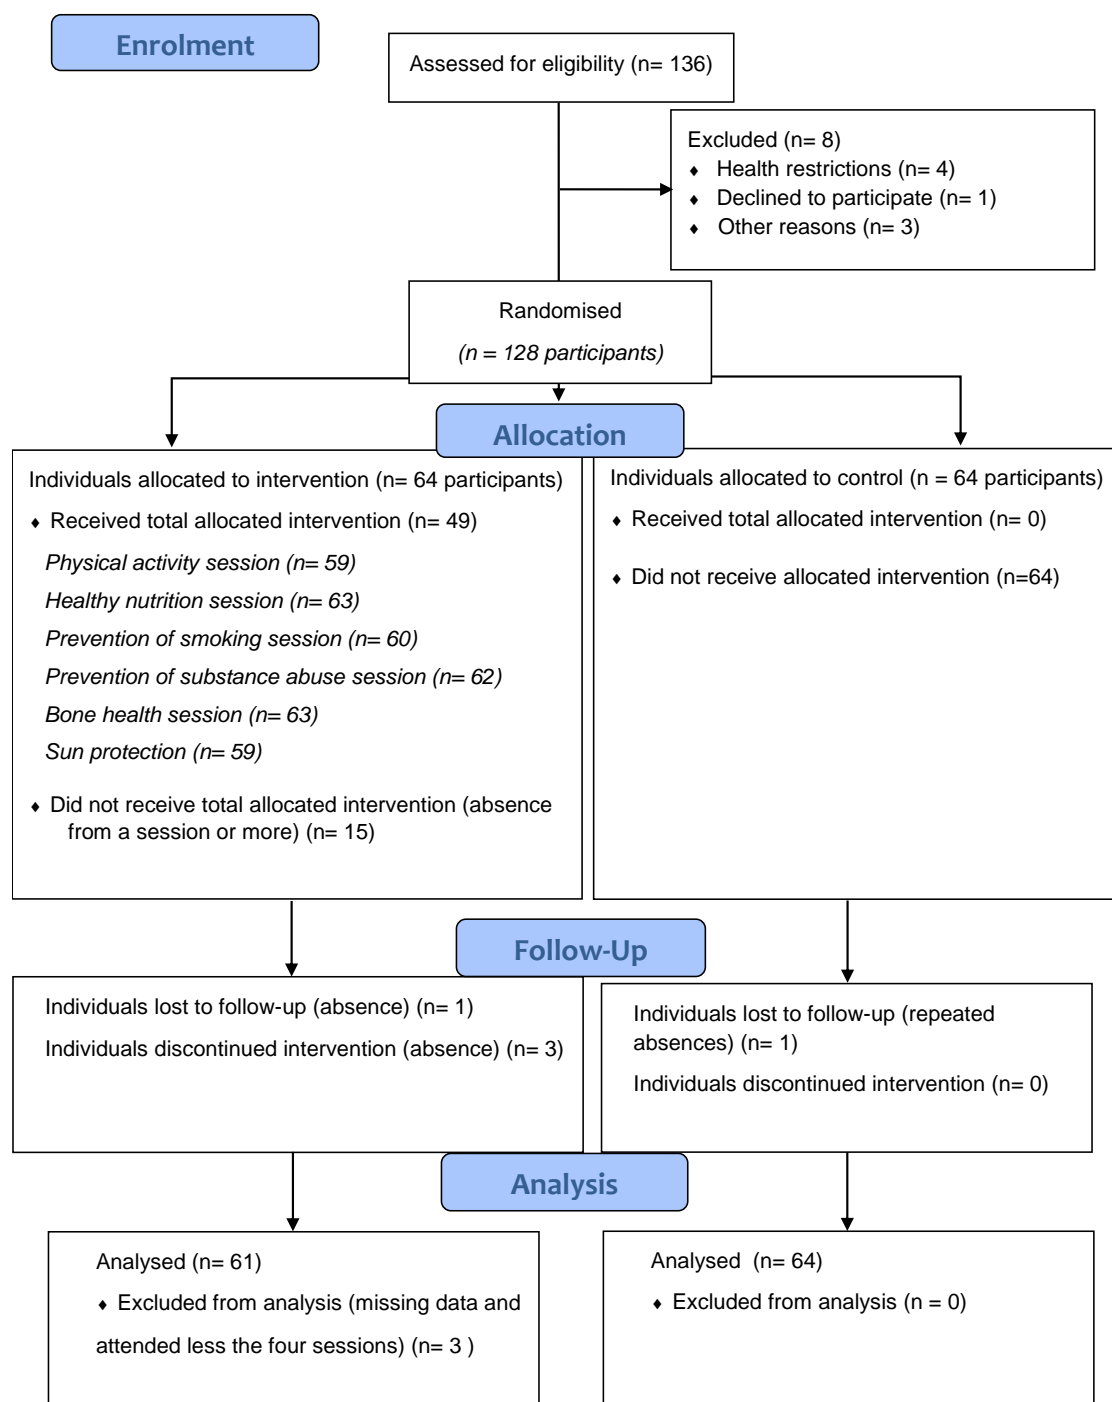 Enrolment
Assessed for eligibility (n= 136)
Excluded (n= 8)
♦ Health restrictions (n= 4)
♦ Declined to participate (n= 1)
♦ Other reasons (n= 3)
Randomised
(n = 128 participants)
Allocation
Individuals allocated to intervention (n= 64 participants)
♦ Received total allocated intervention (n= 49)
Physical activity session (n= 59)
Healthy nutrition session (n= 63)
Prevention of smoking session (n= 60)
Prevention of substance abuse session (n= 62)
Bone health session (n= 63)
Sun protection (n= 59)
♦ Did not receive total allocated intervention (absence
from a session or more) (n= 15)
Individuals allocated to control (n = 64 participants)
♦ Received total allocated intervention (n= 0)
♦ Did not receive allocated intervention (n=64)
Follow-Up
Individuals lost to follow-up (absence) (n= 1)
Individuals discontinued intervention (absence) (n= 3)
Individuals lost to follow-up (repeated
absences) (n= 1)
Individuals discontinued intervention (n= 0)
Analysis
Analysed (n= 61)
♦ Excluded from analysis (missing data and
attended less the four sessions) (n= 3 )
Analysed (n= 64)
♦ Excluded from analysis (n = 0)